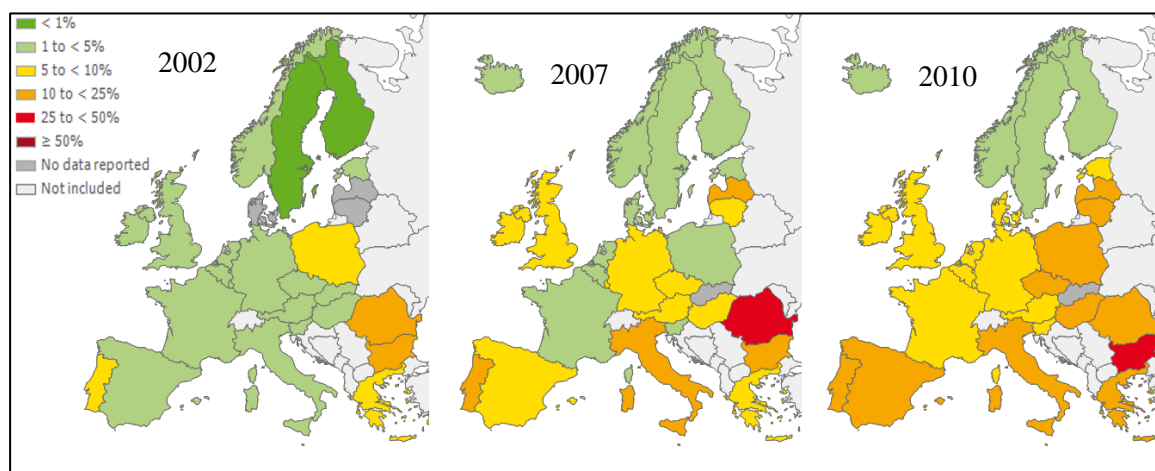 < 1%
1 to < 5%
5 to < 10%
10 to < 25%
25 to < 50%
≥ 50%
No data reported
Not included
2002
2007
2010